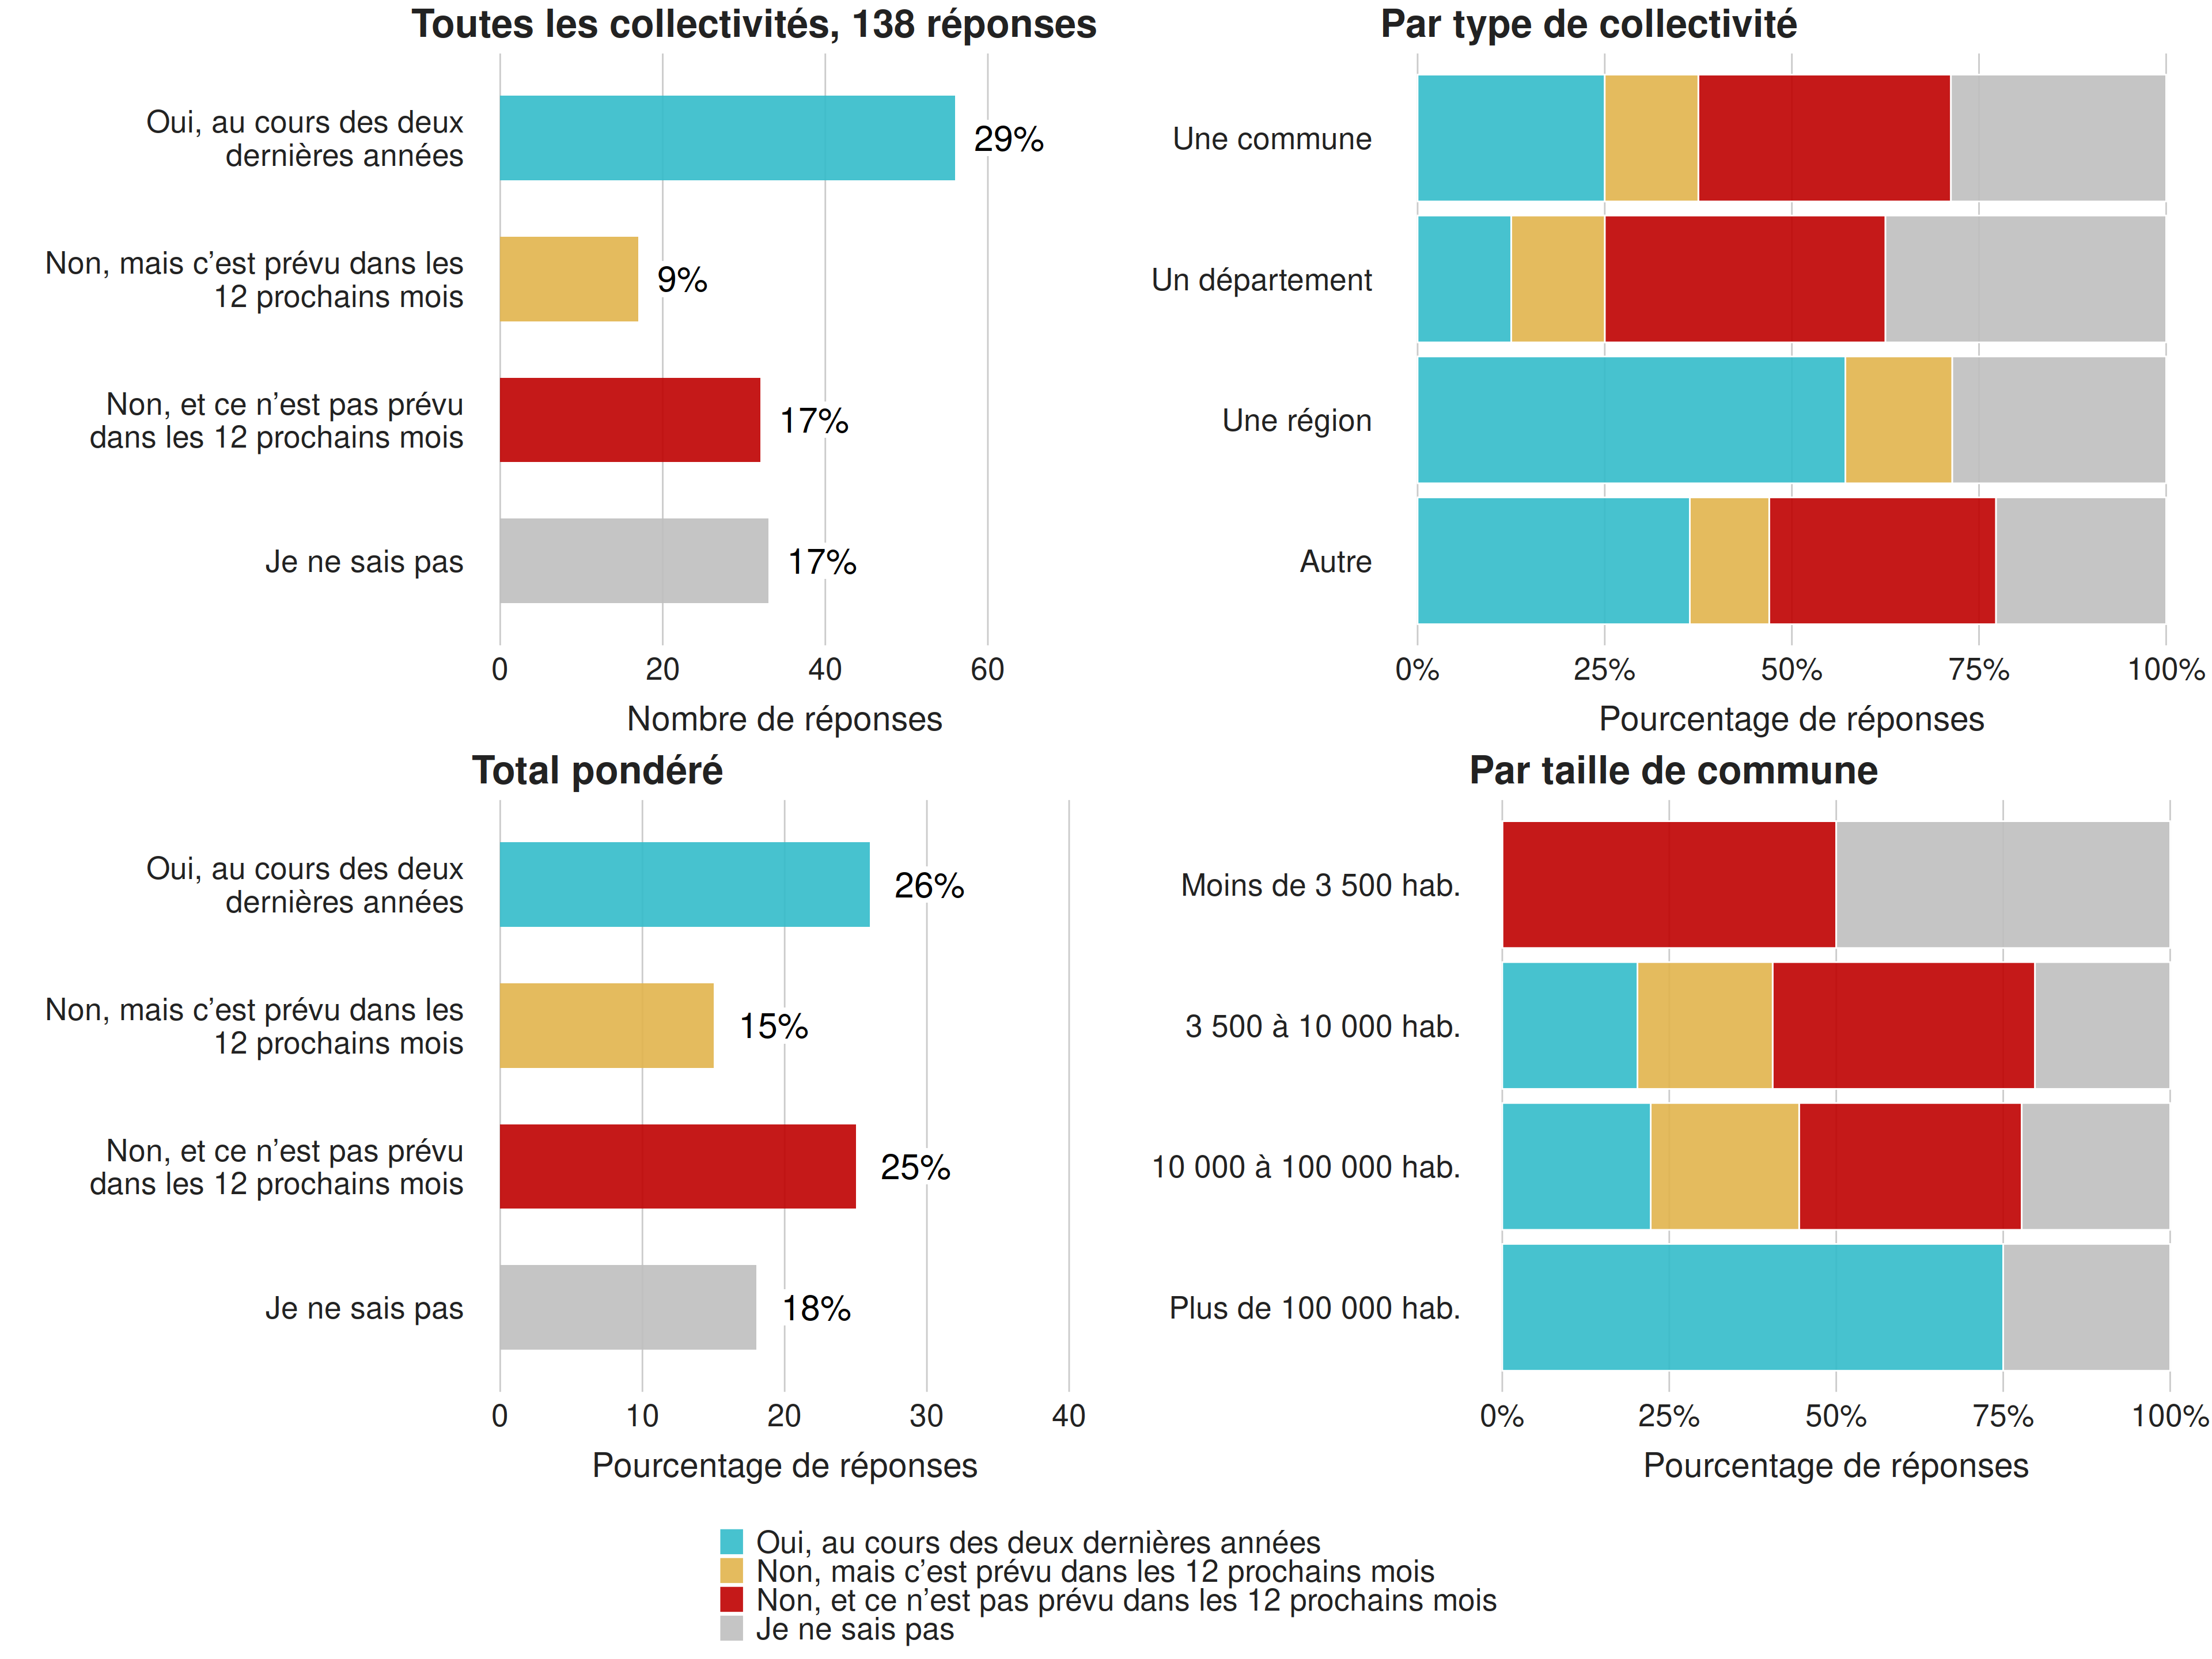 Toutes les collectivités, 138 réponses
Oui, au cours des deux
dernières années
29%
Non, mais c’est prévu dans les
12 prochains mois
9%
Non, et ce n’est pas prévu
dans les 12 prochains mois
17%
Je ne sais pas
17%
0 20 40 60
Nombre de réponses
Par type de collectivité
Une commune
Un département
Une région
Autre
0% 25% 50% 75% 100%
Pourcentage de réponses
Total pondéré
Oui, au cours des deux
dernières années
26%
Non, mais c’est prévu dans les
12 prochains mois
15%
Non, et ce n’est pas prévu
dans les 12 prochains mois
25%
Je ne sais pas
18%
0 10 20 30 40
Pourcentage de réponses
Par taille de commune
Moins de 3 500 hab.
3 500 à 10 000 hab.
10 000 à 100 000 hab.
Plus de 100 000 hab.
0% 25% 50% 75% 100%
Pourcentage de réponses
Oui, au cours des deux dernières années
Non, mais c’est prévu dans les 12 prochains mois
Non, et ce n’est pas prévu dans les 12 prochains mois
Je ne sais pas